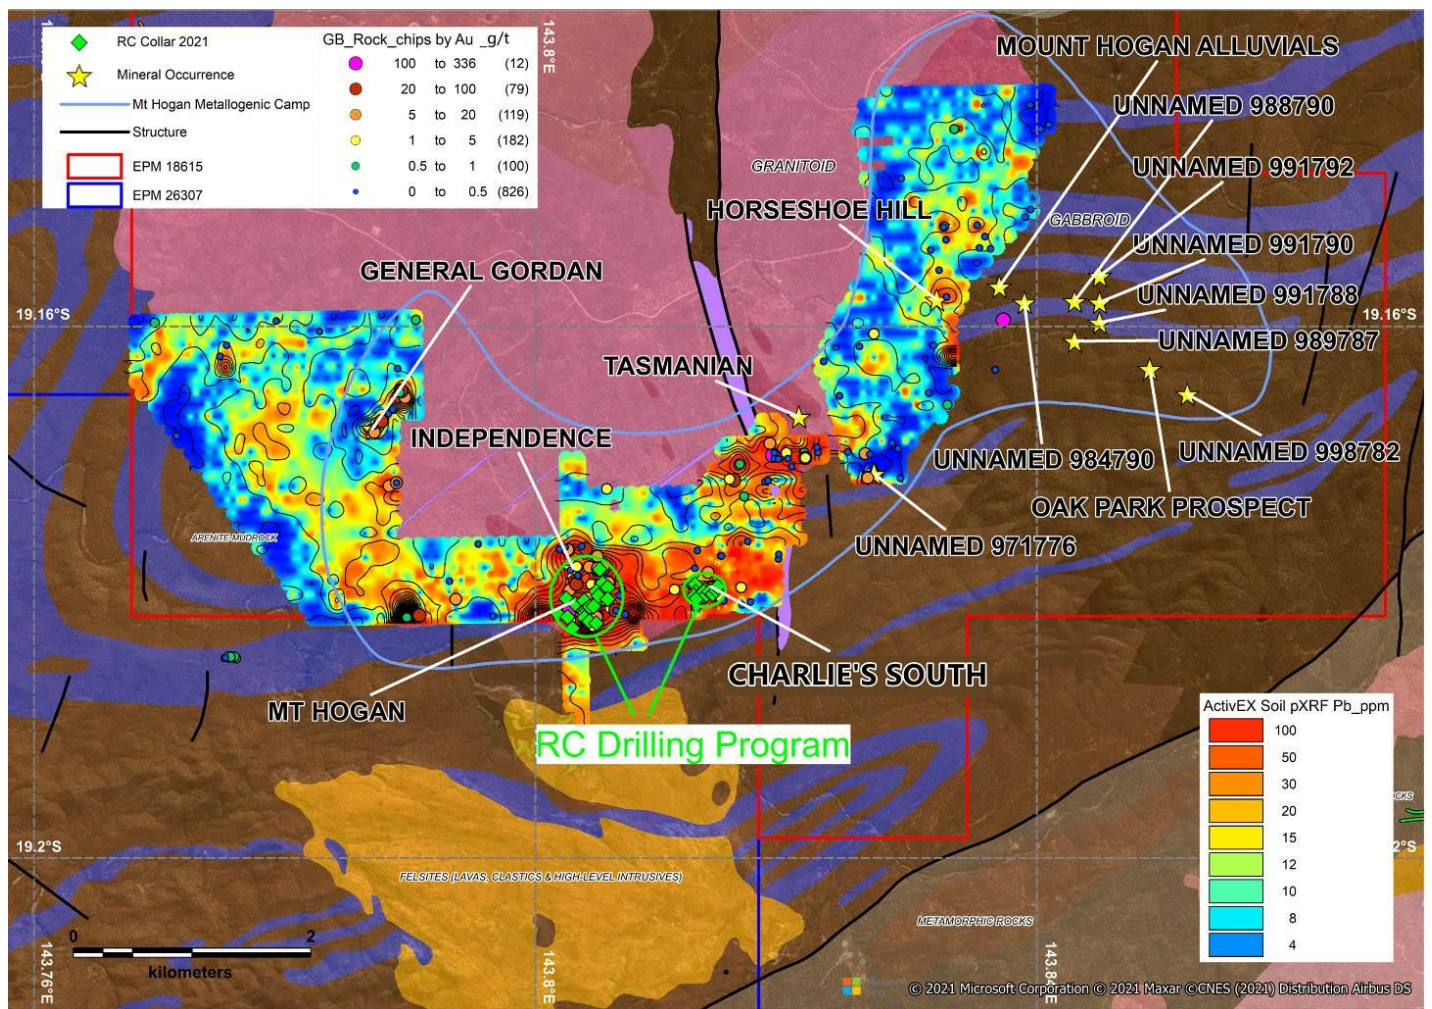 RC Collar 2021
Mineral Occurrence
Mt Hogan Metallogenic Camp
Structure
EPM 18615
EPM 26307
GB_Rock_chips by Au _g/t
100 to 336 (12)
20 to 100 (79)
5 to 20 (119)
1 to 5 (182)
0.5 to 1 (100)
0 to 0.5 (826)
143.8°E
MOUNT HOGAN ALLUVIALS
UNNAMED 988790
GRANITOID
UNNAMED 991792
HORSESHOE HILL
GABBROID
UNNAMED 991790
GENERAL GORDAN
UNNAMED 991788
19.16°S
19.16°S
UNNAMED 989787
TASMANIAN
INDEPENDENCE
UNNAMED 984790
UNNAMED 998782
OAK PARK PROSPECT
ARENITE MUDROCK
UNNAMED 971776
CHARLIE'S SOUTH
MT HOGAN
RC Drilling Program
ActivEX Soil pXRF Pb_ppm
100
50
30
20
15
12
10
8
4
19.2°S
2°S
FELSITES (LAVAS, CLASTICS & HIGH-LEVEL INTRUSIVES)
METAMORPHIC ROCKS
0 2
kilometers
143.76°E
143.8°E
143.84°E
© 2021 Microsoft Corporation © 2021 Maxar ©CNES (2021) Distribution Airbus DS